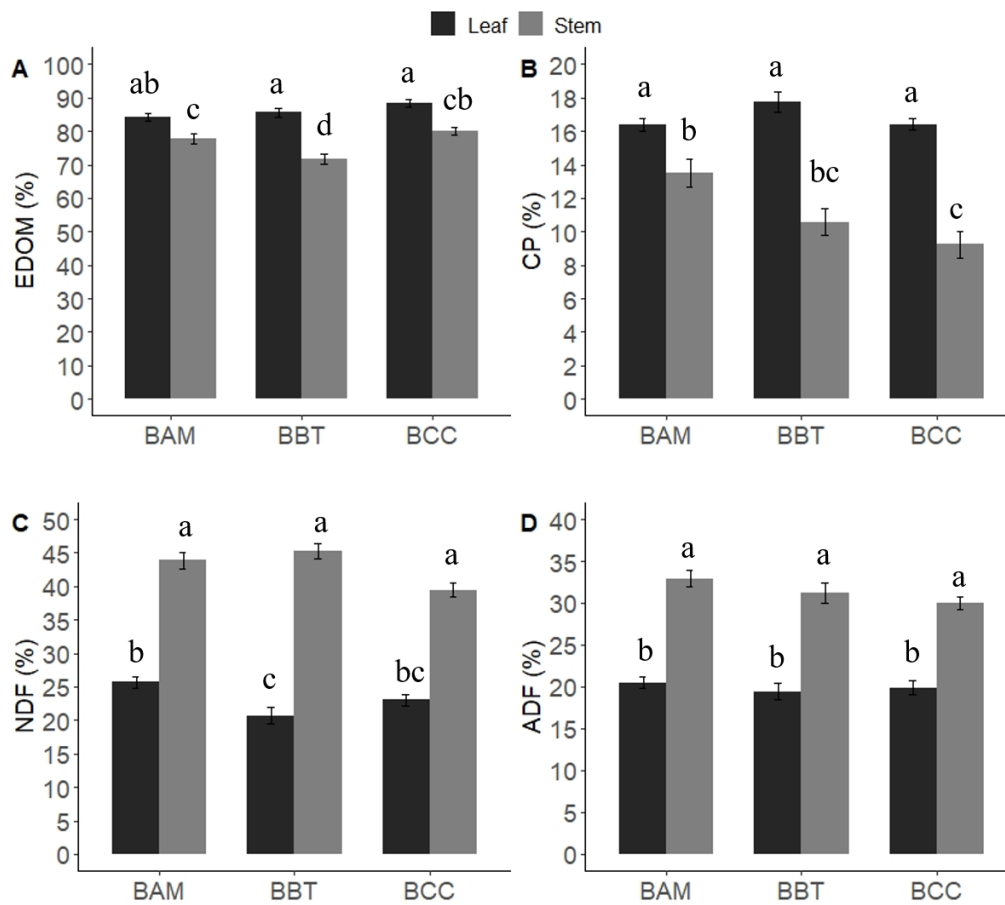 Leaf Stem
A
EDOM (%)
100
90
80
70
60
50
40
30
20
10
0
ab c a d a cb
BAM BBT BCC
B
CP (%)
20
18
16
14
12
10
8
6
4
2
0
a b a bc a c
BAM BBT BCC
C
NDF (%)
50
45
40
35
30
25
20
15
10
5
0
b a c a bc a
BAM BBT BCC
D
ADF (%)
40
35
30
25
20
15
10
5
0
b a b a b a
BAM BBT BCC